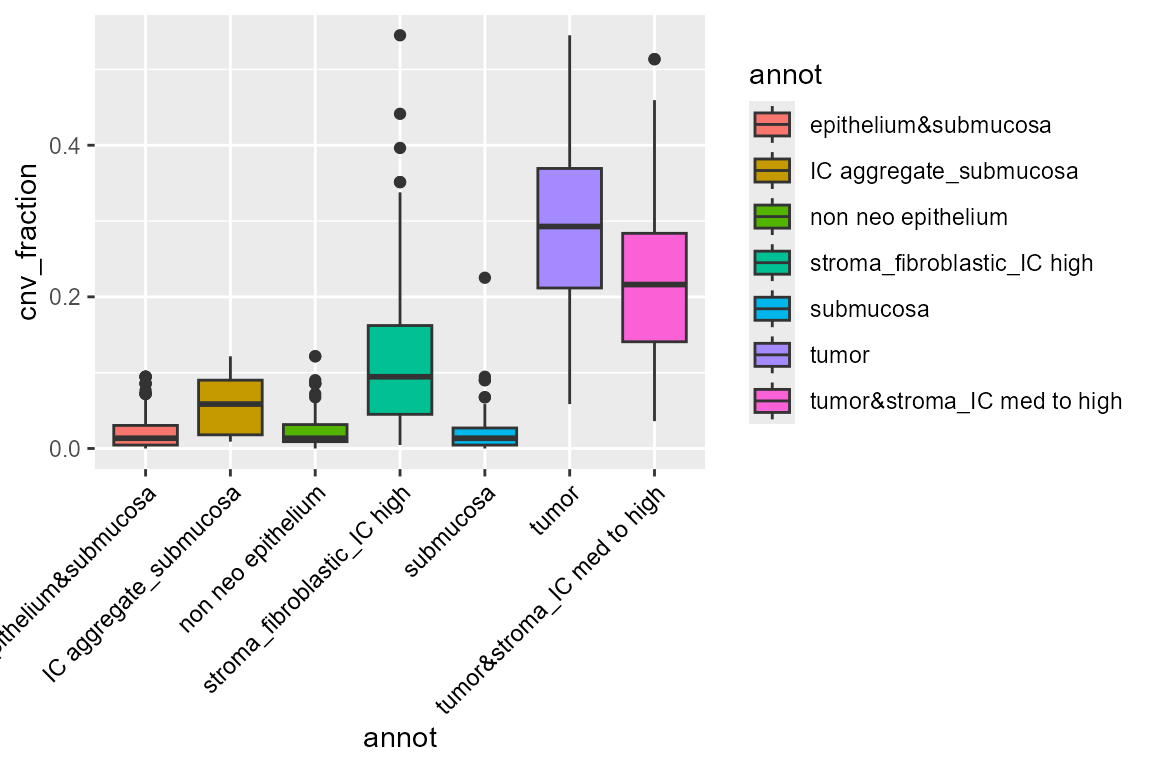 cnv_fraction
0.4
0.2
0.0
ithelium&submucosa
IC aggregate_submucosa
non neo epithelium
stroma_fibroblastic_IC high
submucosa
tumor
tumor&stroma_IC med to high
annot
annot
epithelium&submucosa
IC aggregate_submucosa
non neo epithelium
stroma_fibroblastic_IC high
submucosa
tumor
tumor&stroma_IC med to high